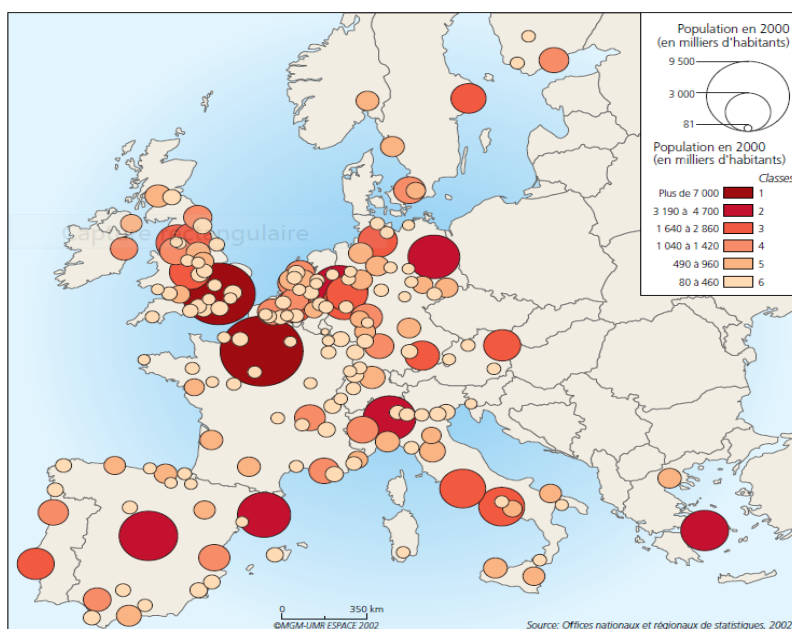 Population en 2000
(en milliers d'habitants)
9 500
3 000
81
Population en 2000
(en milliers d'habitants)
Classes
Plus de 7 000 1
3 190 à 4 700 2
1 640 à 2 860 3
1 040 à 1 420 4
490 à 960 5
80 à 460 6
Capture rectangulaire
0 350 km
©MGM-UMR ESPACE 2002
Source: Offices nationaux et régionaux de statistiques, 2002